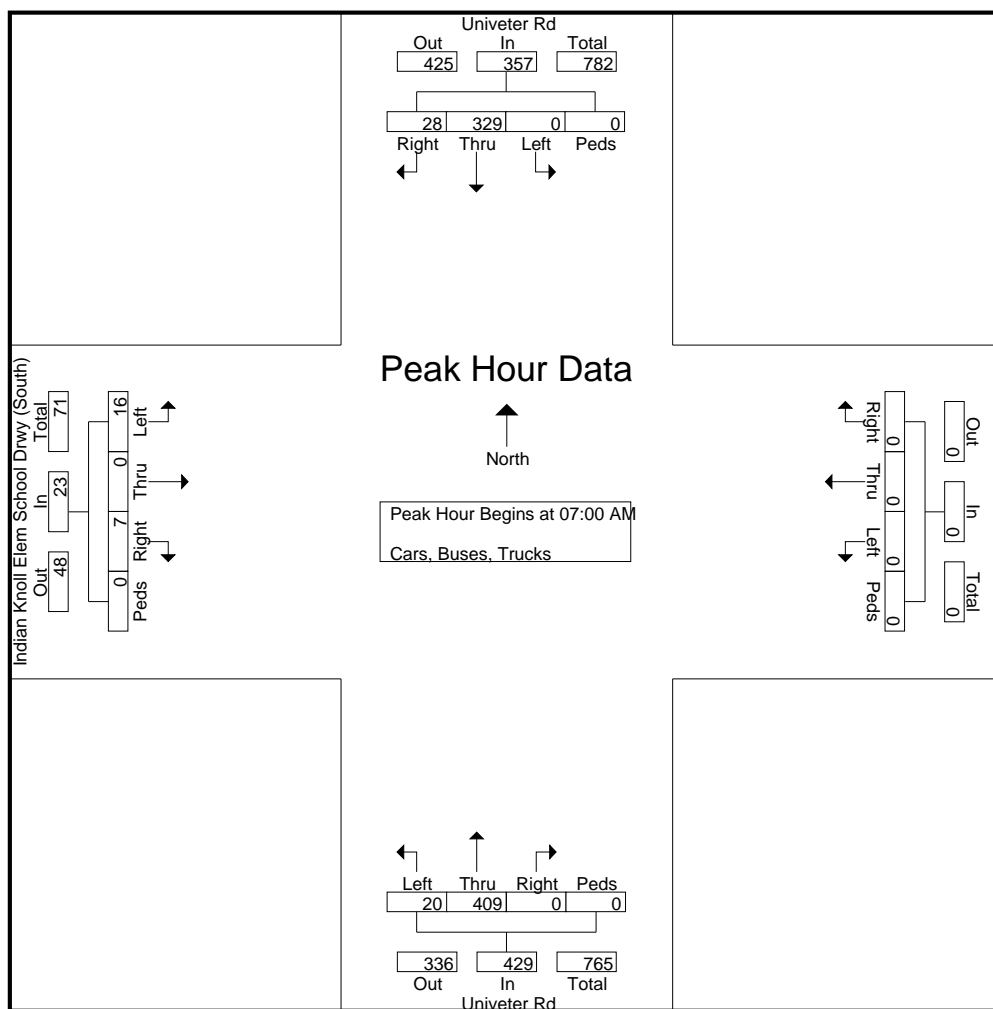 Univeter Rd
Out In Total
425 357 782
28 329 0 0
Right Thru Left Peds
Peak Hour Data
North
Peak Hour Begins at 07:00 AM
Cars, Buses, Trucks
Indian Knoll Elem School Drwy (South)
Out In Total
48 23 71
16 0 7 0
Left Thru Right Peds
Right Thru Left Peds
0 0 0 0
Out In Total
0 0 0
Left Thru Right Peds
20 409 0 0
336 429 765
Out In Total
Univeter Rd